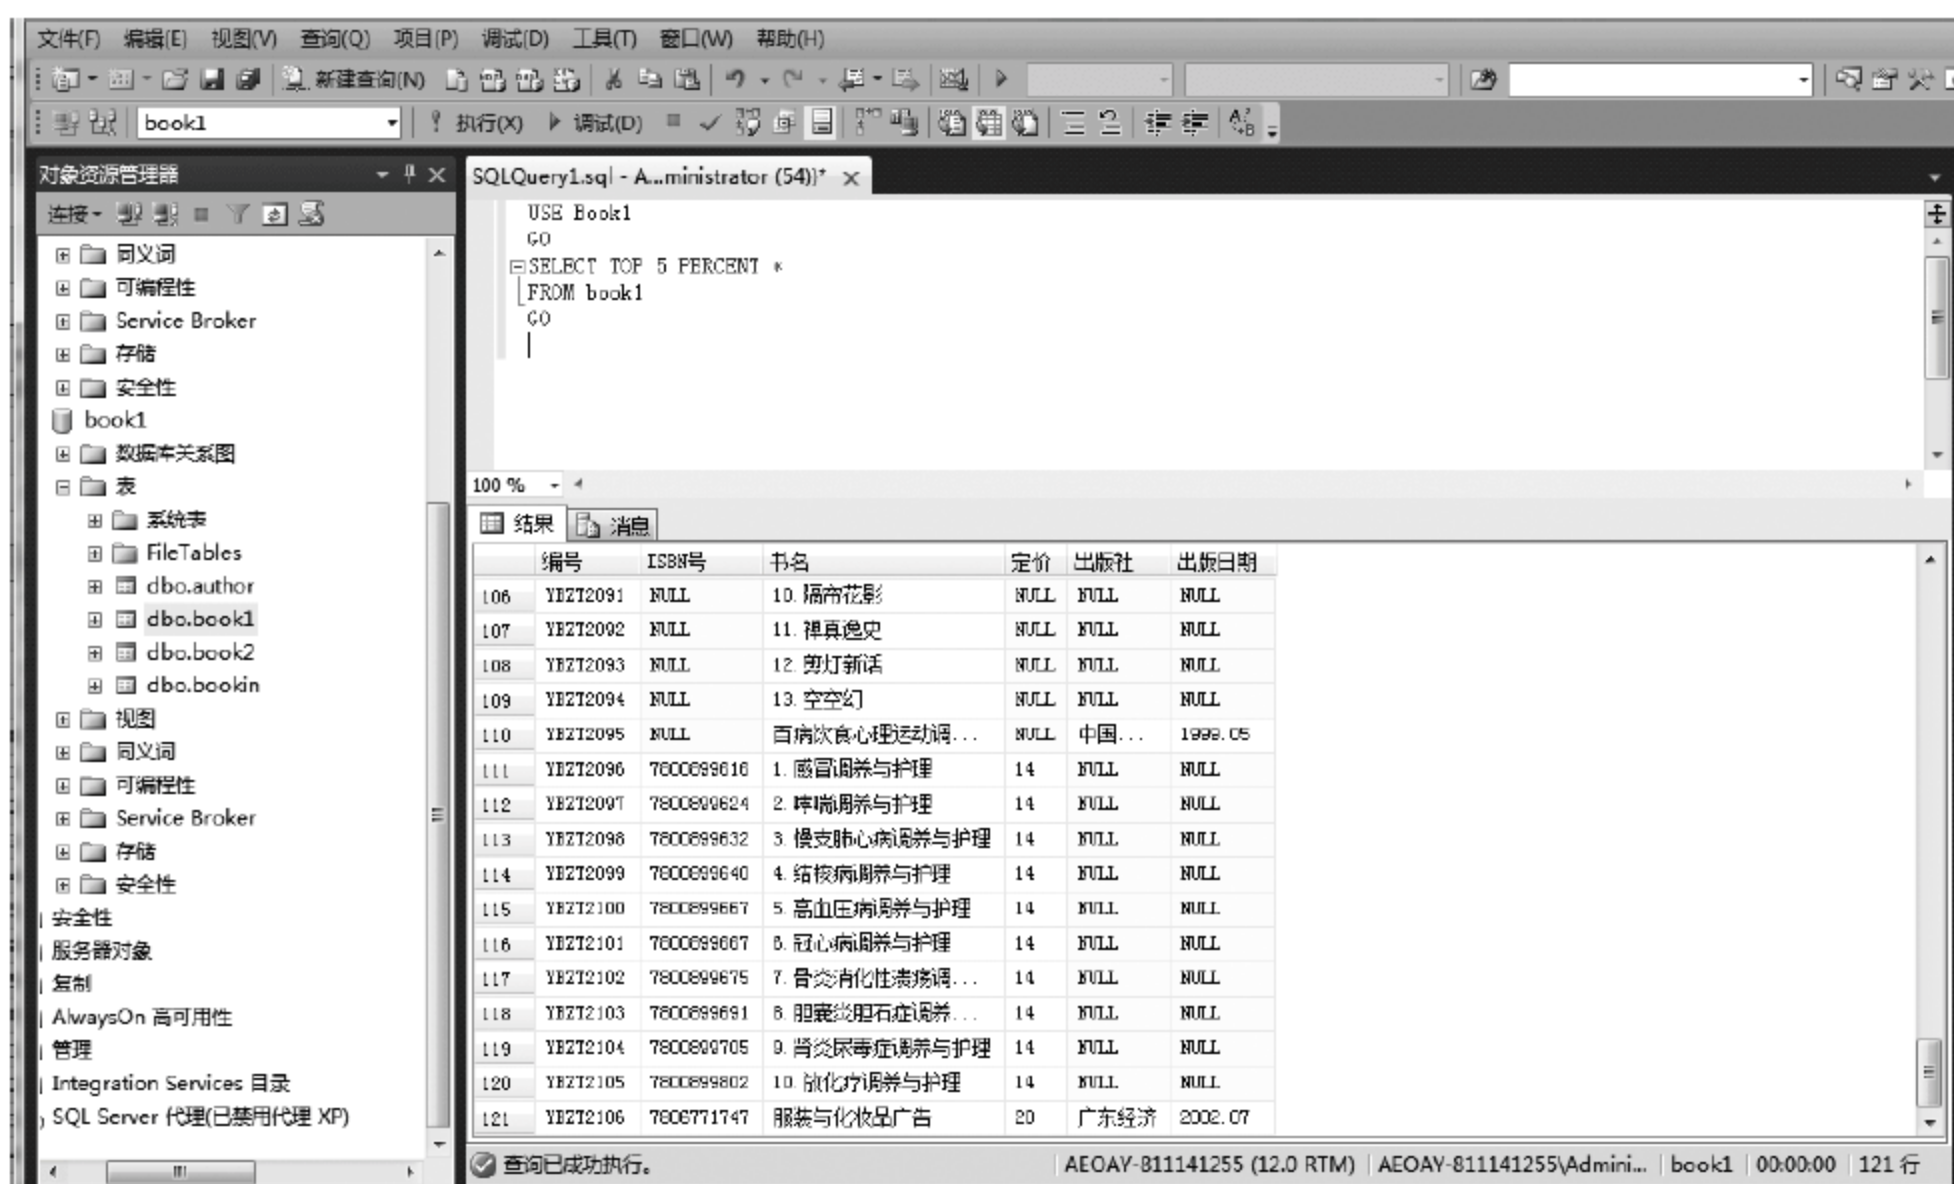 文件(F) 编辑(E) 视图(V) 查询(Q) 项目(P) 调试(D) 工具(T) 窗口(W) 帮助(H)
新建查询(N)
book1 执行(X) 调试(D)
对象资源管理器
连接
同义词
可编程性
Service Broker
存储
安全性
book1
数据库关系图
表
系统表
FileTables
dbo.author
dbo.book1
dbo.book2
dbo.bookin
视图
同义词
可编程性
Service Broker
存储
安全性
安全性
服务器对象
复制
AlwaysOn 高可用性
管理
Integration Services 目录
SQL Server 代理(已禁用代理 XP)
SQLQuery1.sql - A...ministrator (54))*
USE Book1
GO
SELECT TOP 5 PERCENT *
FROM book1
GO
100 %
结果 消息
编号 ISBN号 书名 定价 出版社 出版日期
106 YBZT2091 NULL 10. 隔帘花影 NULL NULL NULL
107 YBZT2092 NULL 11. 禅真逸史 NULL NULL NULL
108 YBZT2093 NULL 12. 剪灯新话 NULL NULL NULL
109 YBZT2094 NULL 13. 空空幻 NULL NULL NULL
110 YBZT2095 NULL 百病饮食心理运动调... NULL 中国... 1999.05
111 YBZT2096 7800899616 1. 感冒调养与护理 14 NULL NULL
112 YBZT2097 7800899624 2. 哮喘调养与护理 14 NULL NULL
113 YBZT2098 7800899632 3. 慢支肺心病调养与护理 14 NULL NULL
114 YBZT2099 7800899640 4. 结核病调养与护理 14 NULL NULL
115 YBZT2100 7800899667 5. 高血压病调养与护理 14 NULL NULL
116 YBZT2101 7800899667 6. 冠心病调养与护理 14 NULL NULL
117 YBZT2102 7800899675 7. 骨炎消化性溃疡调... 14 NULL NULL
118 YBZT2103 7800899691 8. 胆囊炎胆石症调养... 14 NULL NULL
119 YBZT2104 7800899705 9. 肾炎尿毒症调养与护理 14 NULL NULL
120 YBZT2105 7800899802 10. 放化疗调养与护理 14 NULL NULL
121 YBZT2106 7806771747 服装与化妆品广告 20 广东经济 2002.07
查询已成功执行。 AEOAY-811141255 (12.0 RTM) AEOAY-811141255\Admini... book1 00:00:00 121 行